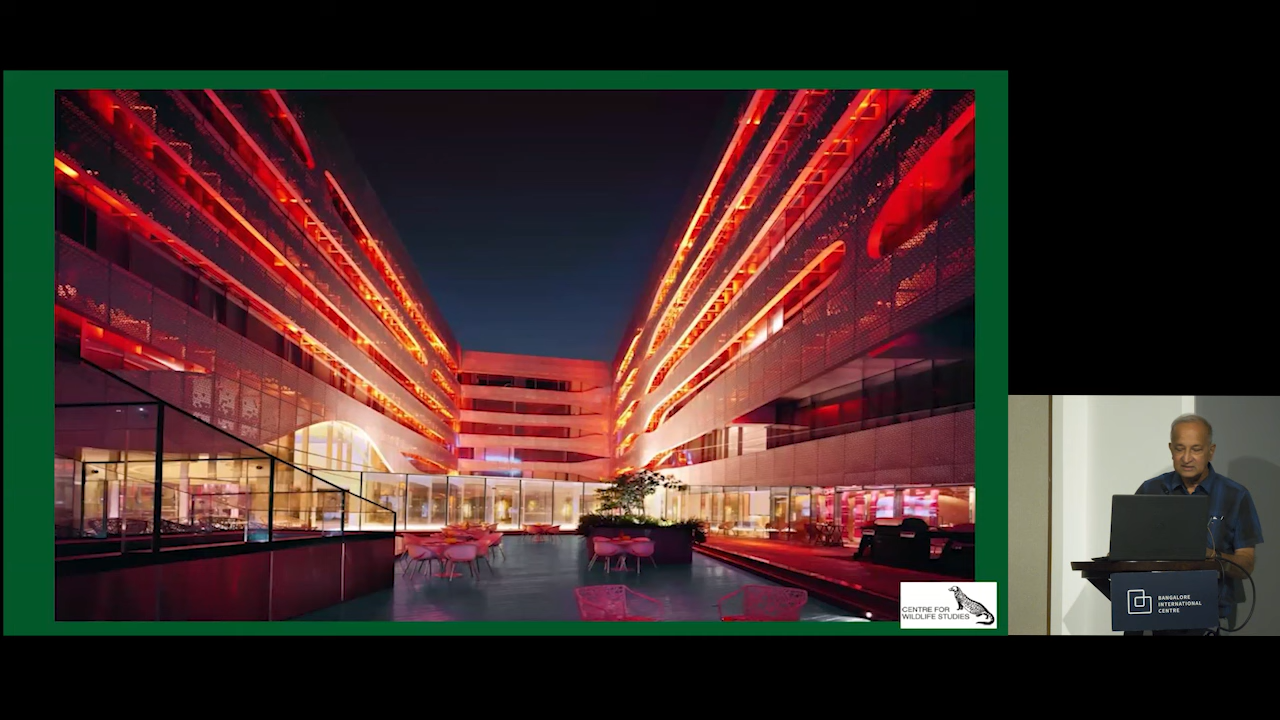 CENTRE FOR
WILDLIFE STUDIES
BANGALORE
INTERNATIONAL
CENTRE